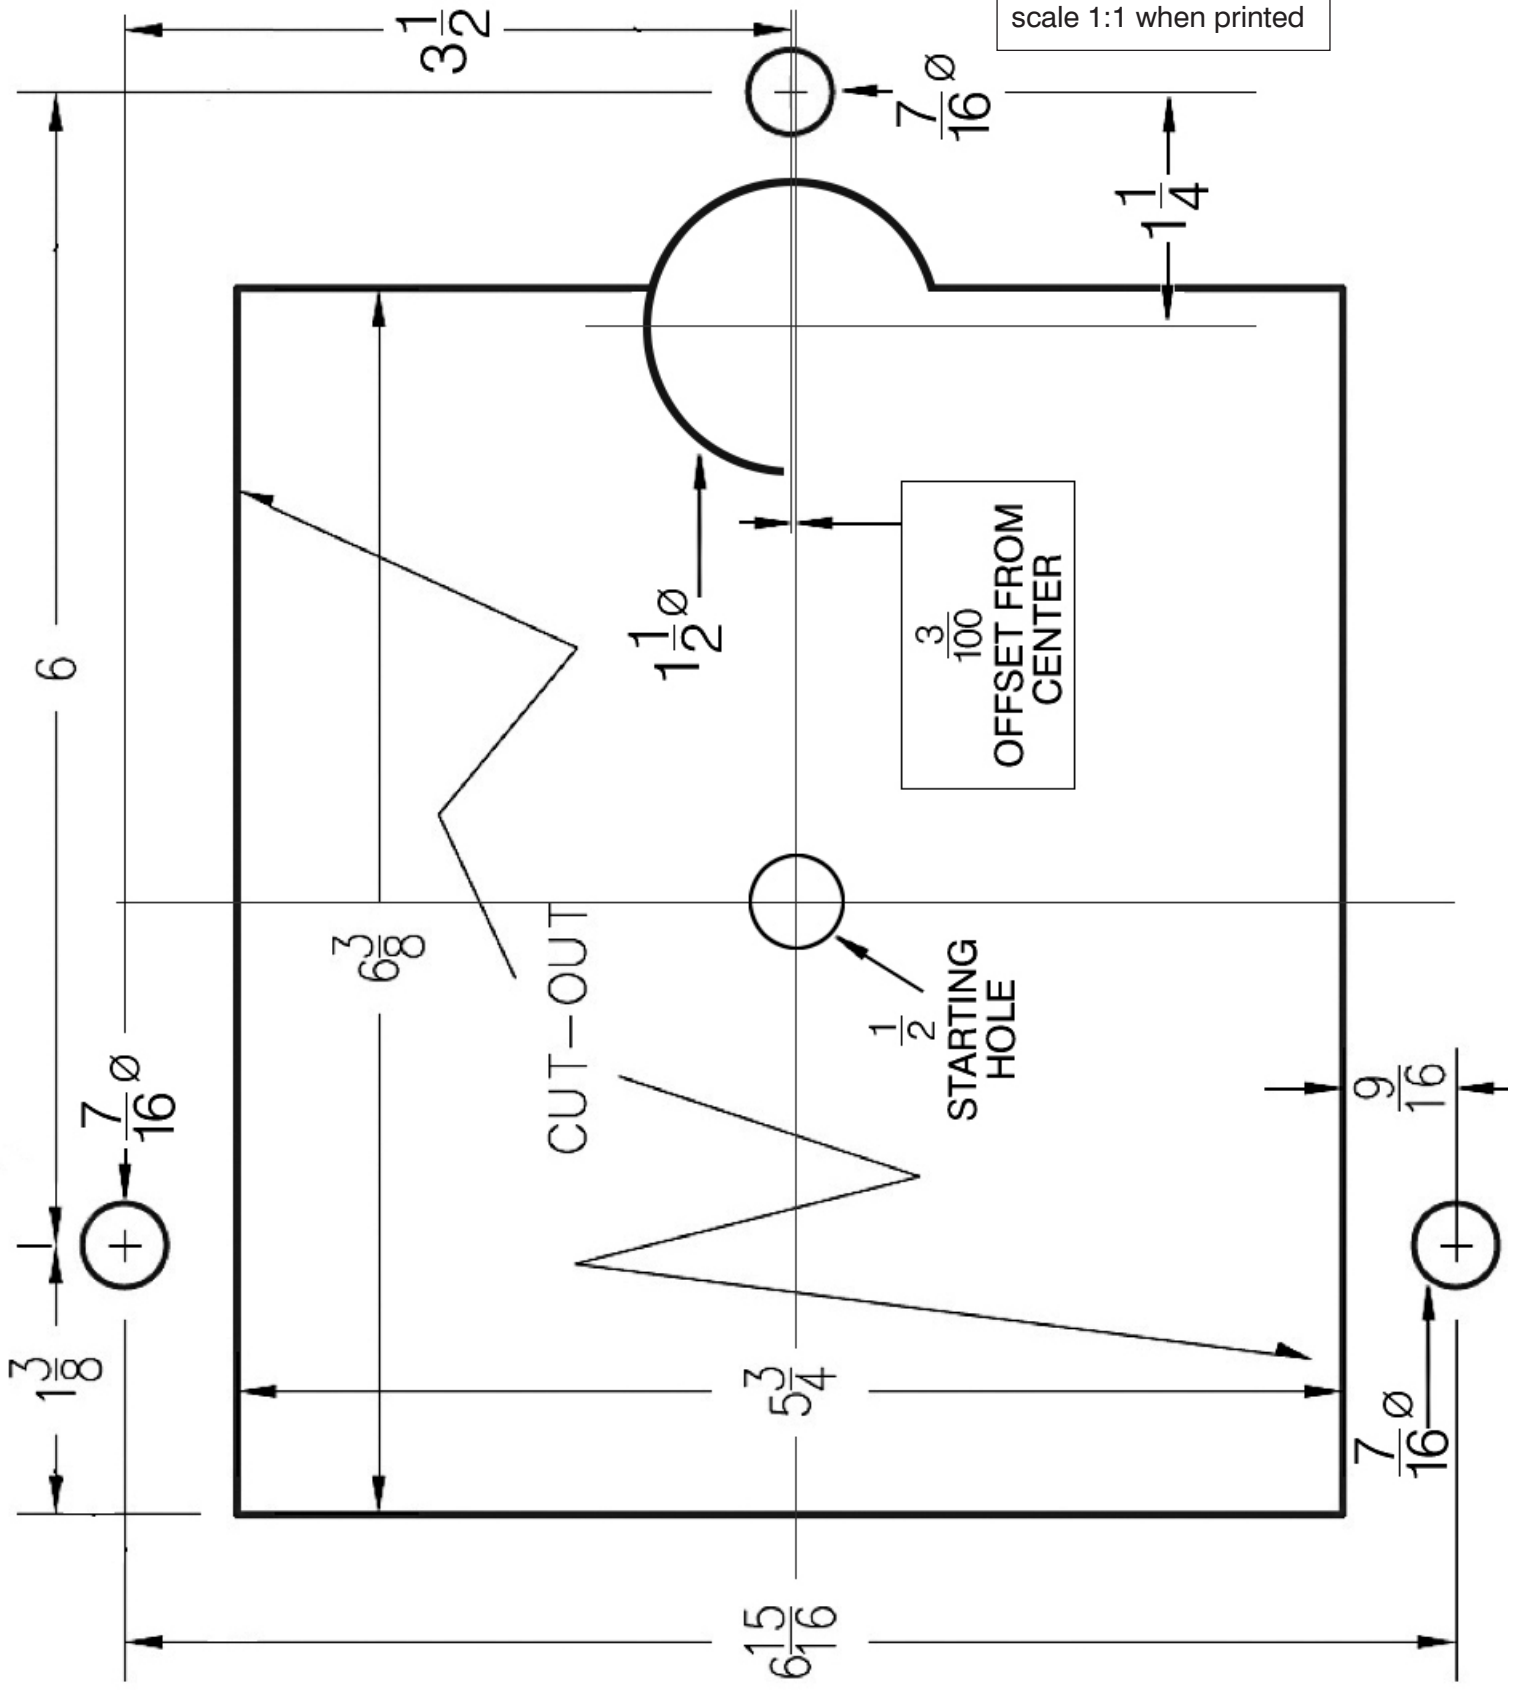 scale 1:1 when printed
3 1/2
7/16 Ø
6
1 1/4
1 1/2 Ø
3/100
OFFSET FROM
CENTER
6 3/8
CUT-OUT
1/2
STARTING
HOLE
7/16 Ø
9/16
1 3/8
5 3/4
7/16 Ø
6 15/16